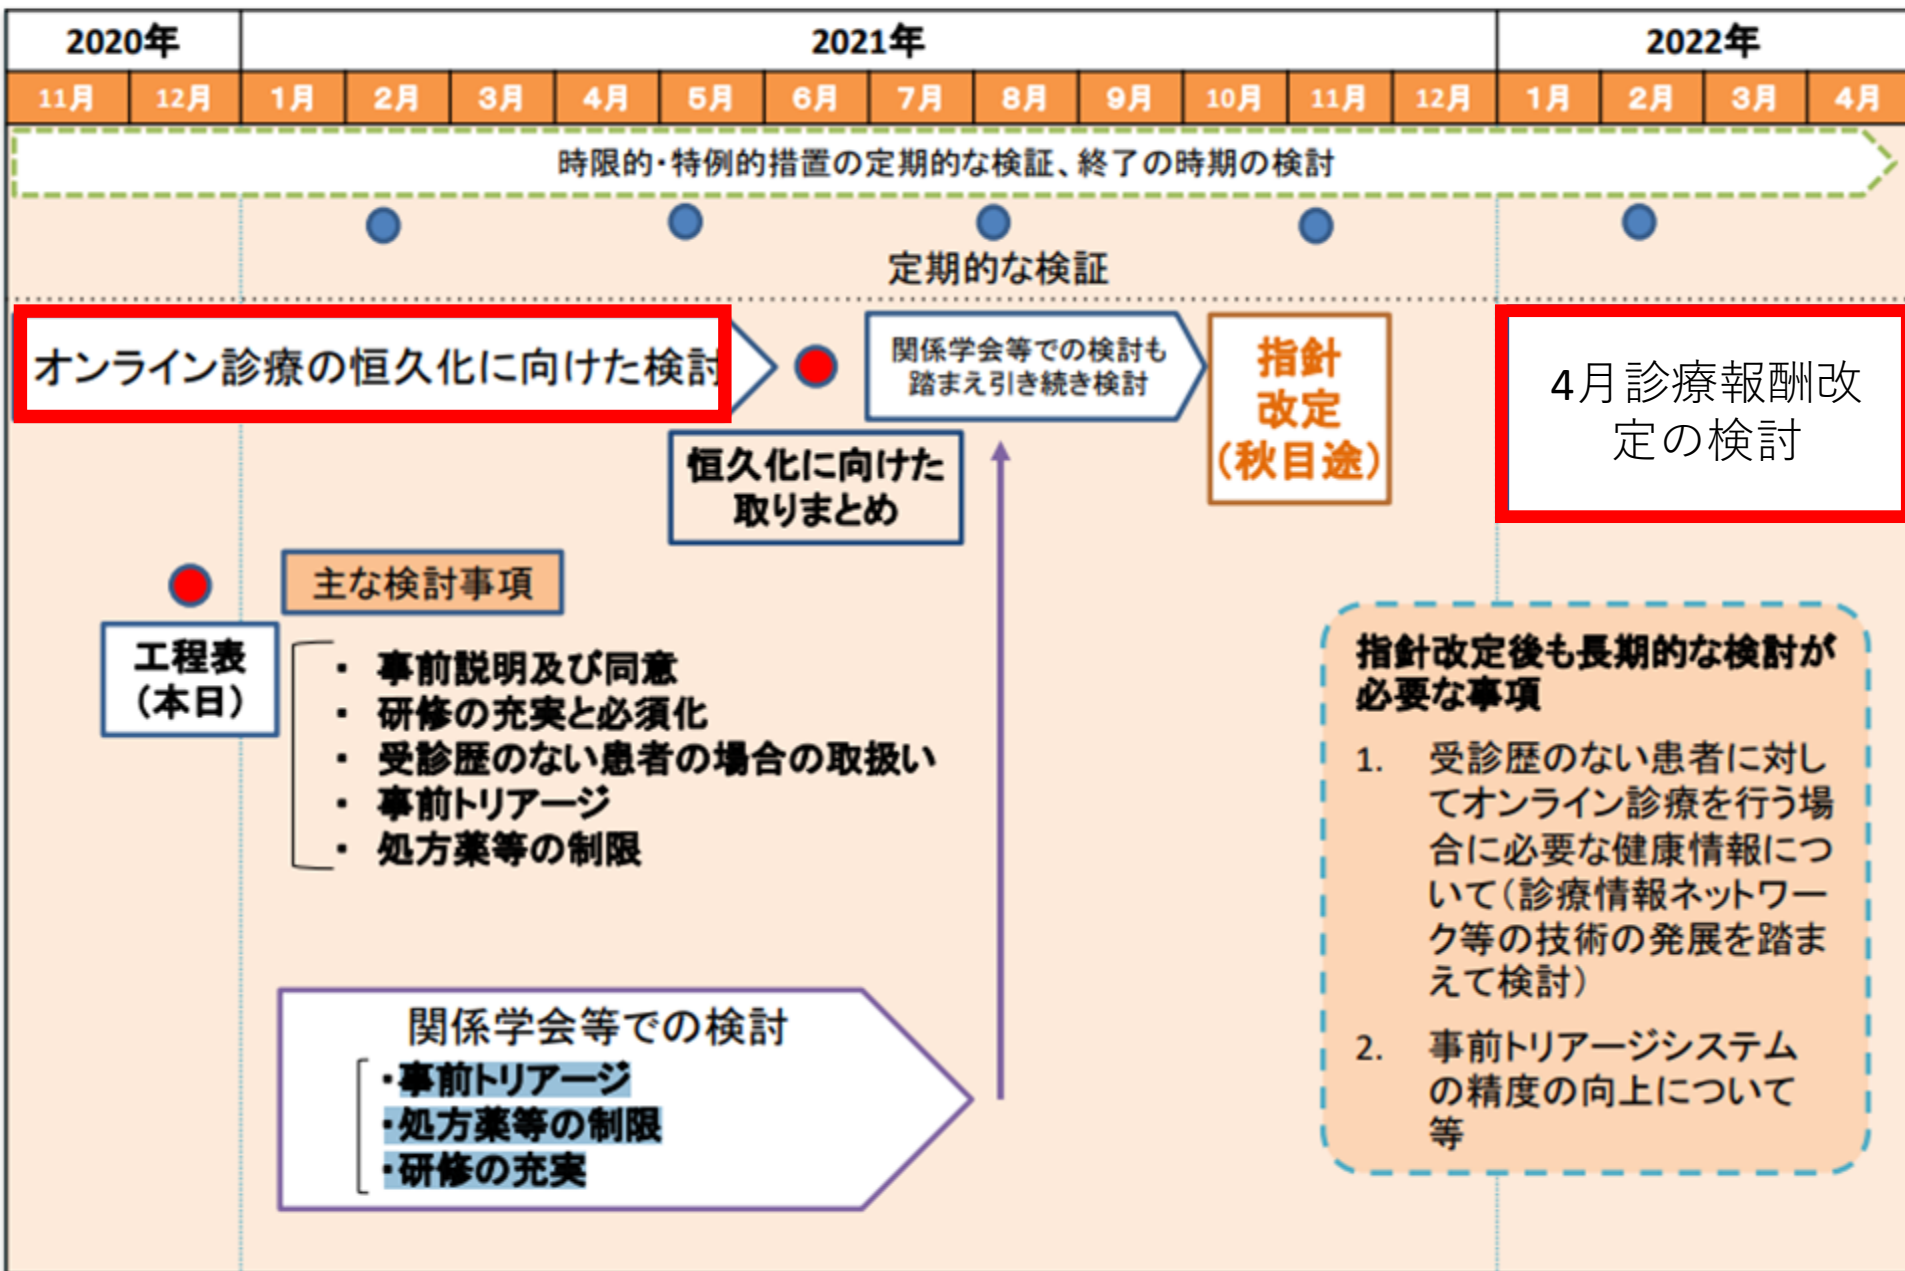 2020年
2021年
2022年
11月
12月
1月
2月
3月
4月
5月
6月
7月
8月
9月
10月
11月
12月
1月
2月
3月
4月
時限的・特例的措置の定期的な検証、終了の時期の検討
定期的な検証
オンライン診療の恒久化に向けた検討
関係学会等での検討も
踏まえ引き続き検討
指針
改定
（秋目途）
4月診療報酬改
定の検討
恒久化に向けた
取りまとめ
工程表
（本日）
主な検討事項
・ 事前説明及び同意
・ 研修の充実と必須化
・ 受診歴のない患者の場合の取扱い
・ 事前トリアージ
・ 処方薬等の制限
関係学会等での検討
・事前トリアージ
・処方薬等の制限
・研修の充実
指針改定後も長期的な検討が
必要な事項
1. 受診歴のない患者に対し
てオンライン診療を行う場
合に必要な健康情報につ
いて（診療情報ネットワー
ク等の技術の発展を踏ま
えて検討）
2. 事前トリアージシステム
の精度の向上について
等